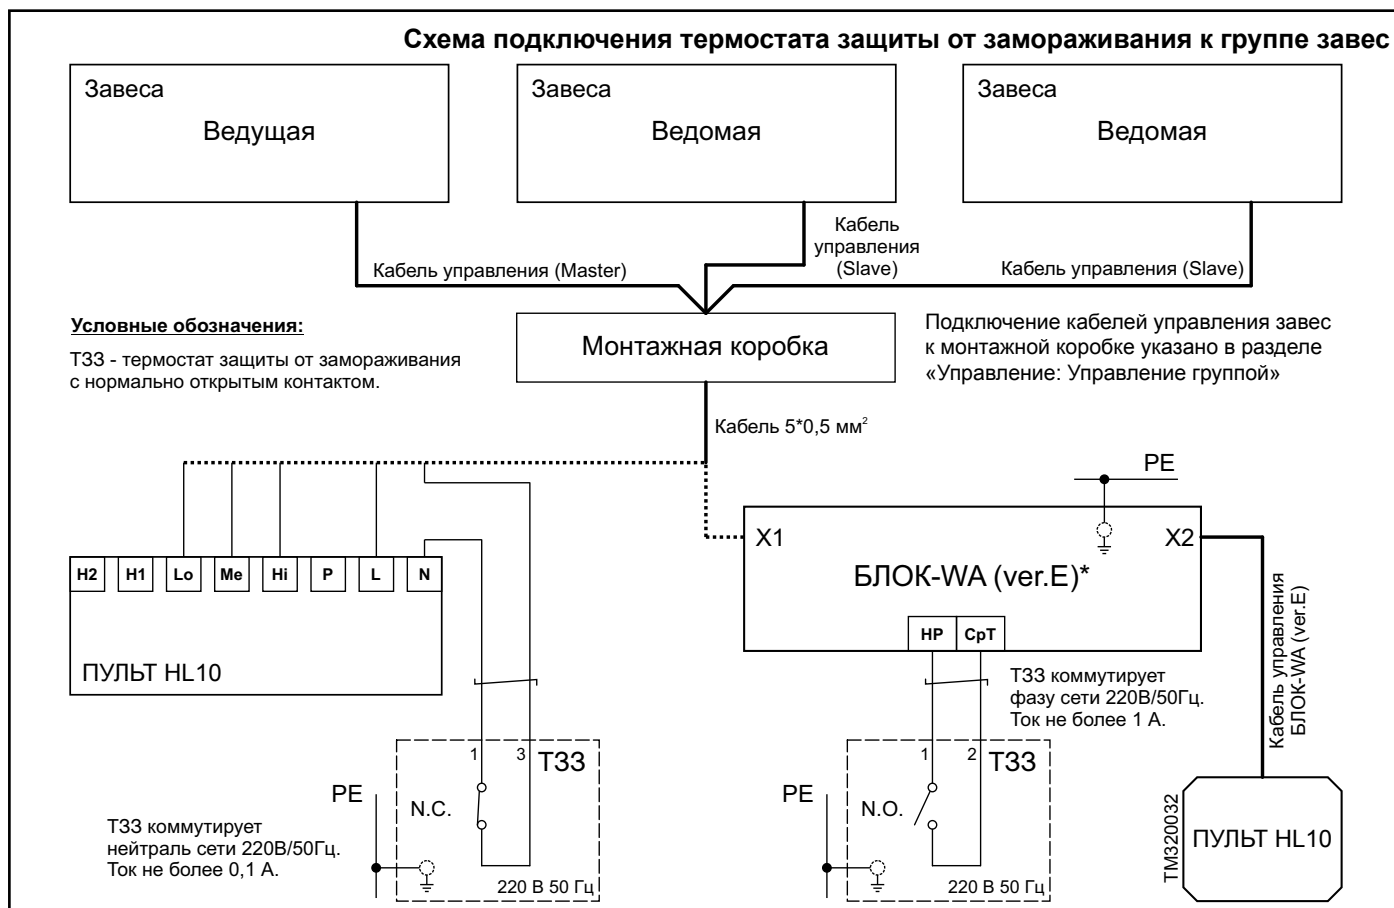 Схема подключения термостата защиты от замораживания к группе завес
Завеса
Ведущая
Завеса
Ведомая
Завеса
Ведомая
Кабель управления (Master)
Кабель
управления
(Slave)
Кабель управления (Slave)
Условные обозначения:
ТЗЗ - термостат защиты от замораживания
с нормально открытым контактом.
Монтажная коробка
Подключение кабелей управления завес
к монтажной коробке указано в разделе
«Управление: Управление группой»
Кабель 5*0,5 мм²
H2 H1 Lo Me Hi P L N
ПУЛЬТ HL10
PE
X1
X2
БЛОК-WA (ver.E)*
HP СрТ
Кабель управления
БЛОК-WA (ver.E)
ТЗЗ коммутирует
фазу сети 220В/50Гц.
Ток не более 1 А.
1 3 ТЗЗ
N.C.
PE
220 В 50 Гц
ТЗЗ коммутирует
нейтраль сети 220В/50Гц.
Ток не более 0,1 А.
1 2 ТЗЗ
N.O.
PE
220 В 50 Гц
TM320032
ПУЛЬТ HL10